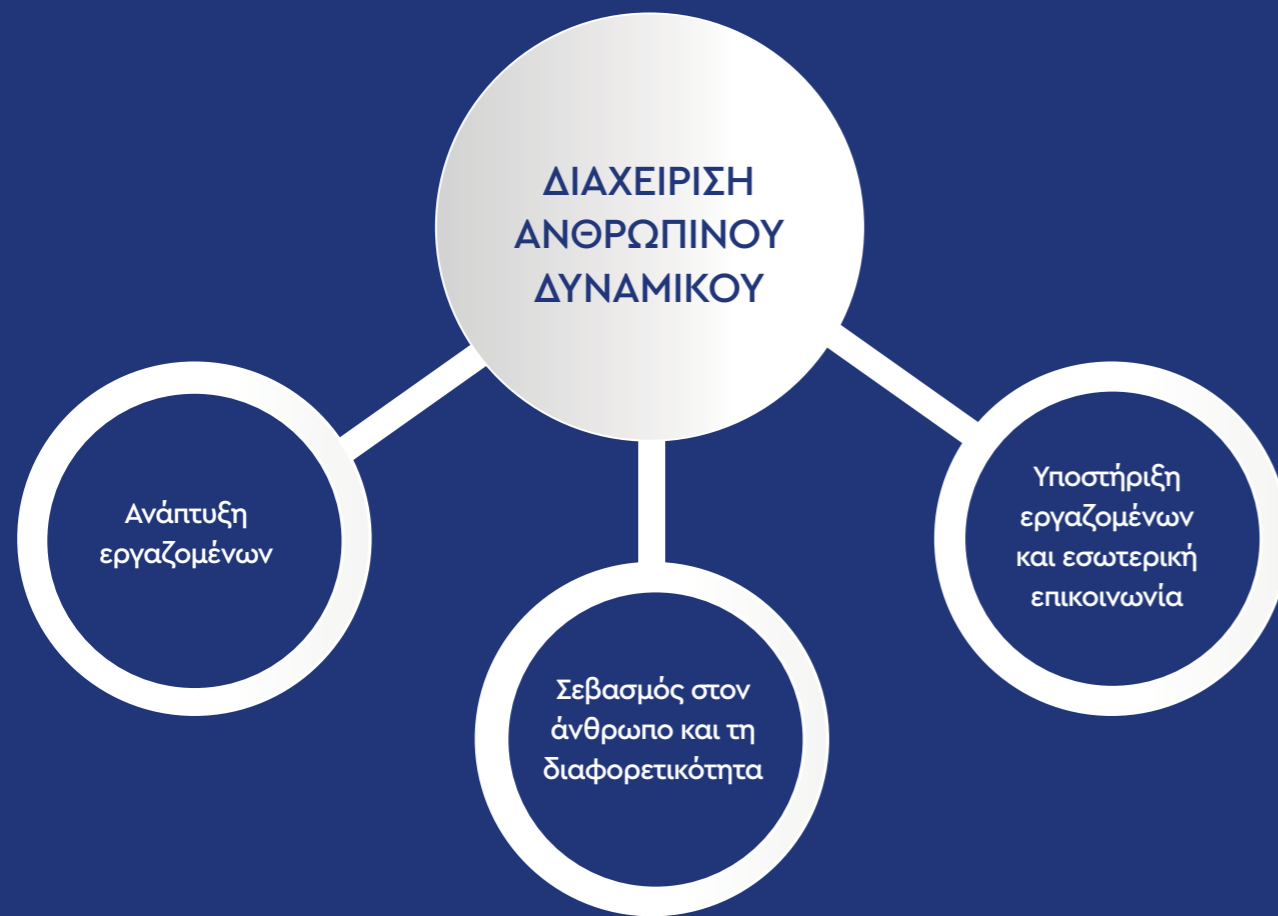 ΔΙΑΧΕΙΡΙΣΗ
ΑΝΘΡΩΠΙΝΟΥ
ΔΥΝΑΜΙΚΟΥ
Ανάπτυξη
εργαζομένων
Σεβασμός στον
άνθρωπο και τη
διαφορετικότητα
Υποστήριξη
εργαζομένων
και εσωτερική
επικοινωνία